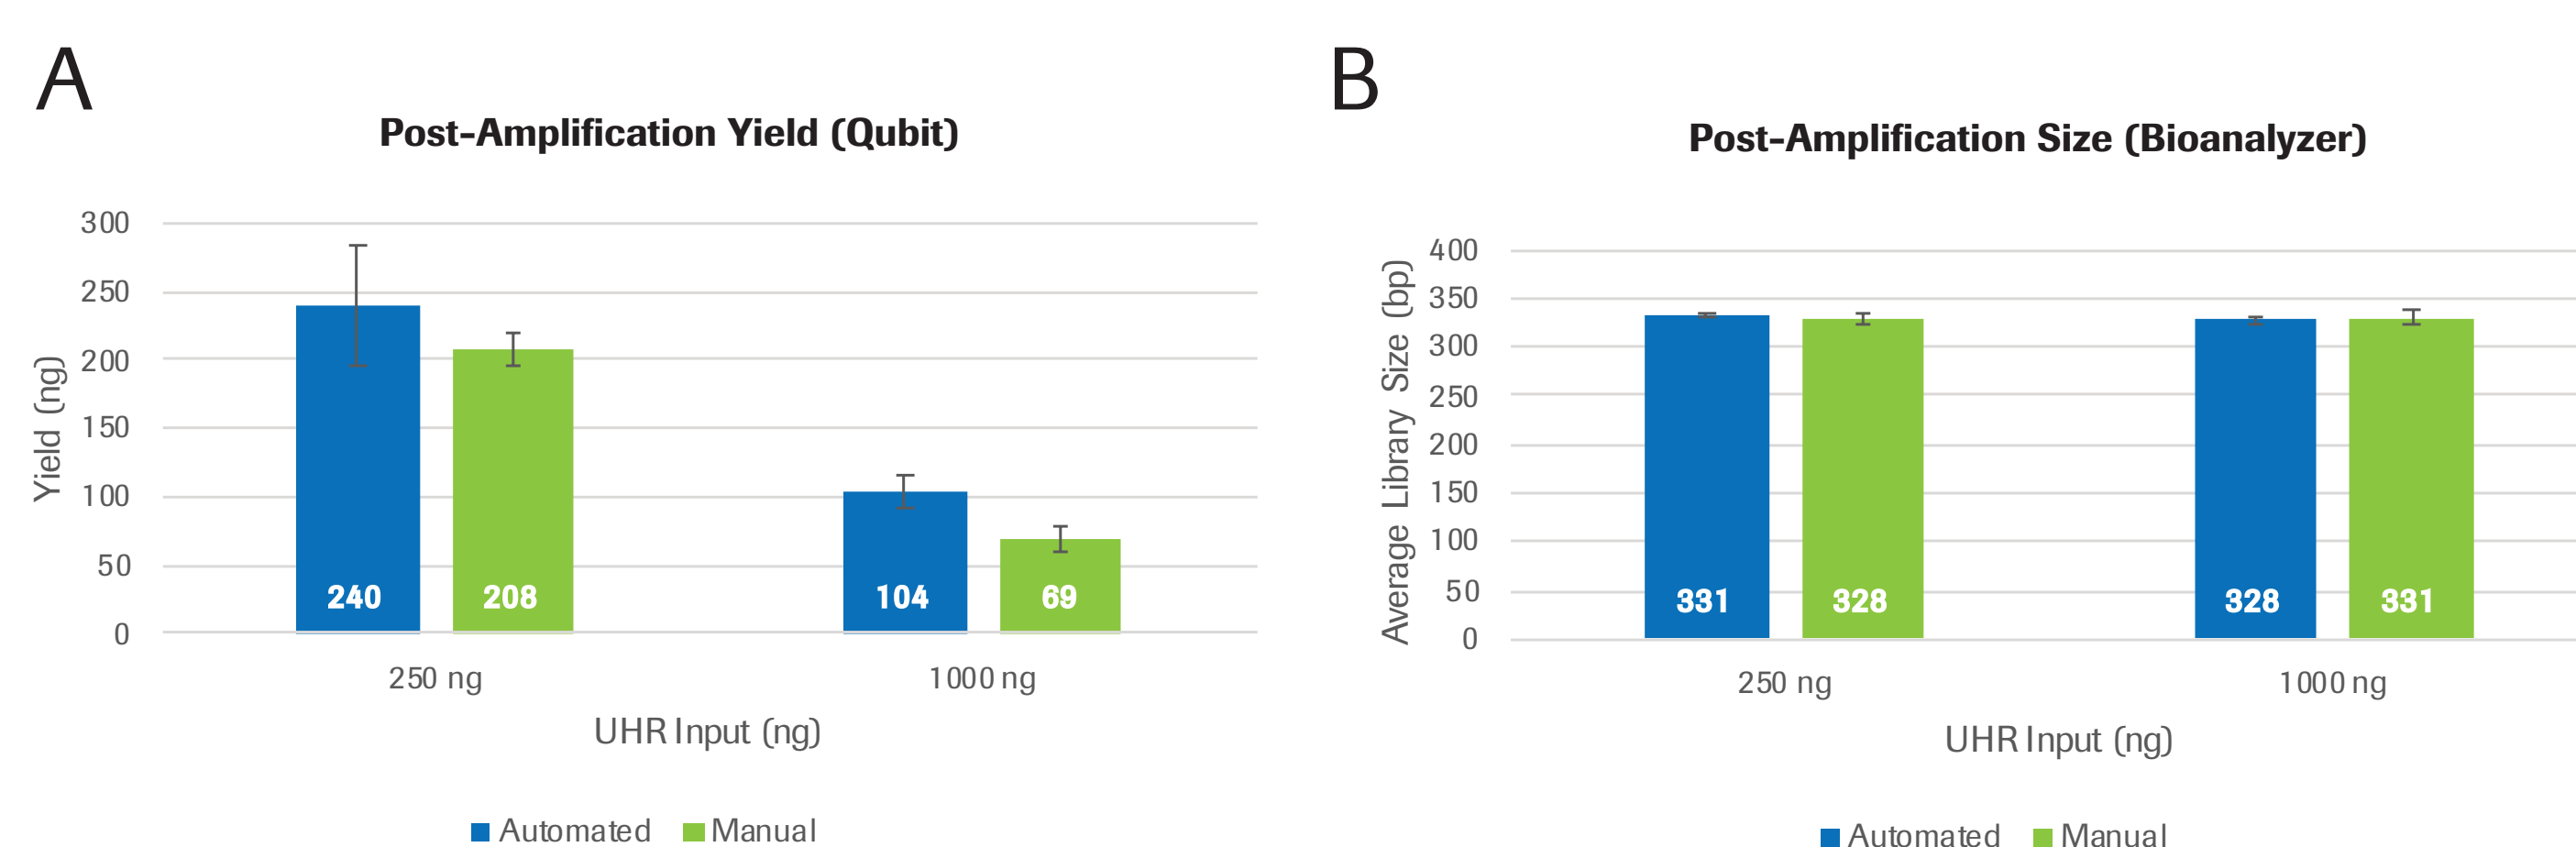 A
Post-Amplification Yield (Qubit)
300
250
200
150
100
50
0
Yield (ng)
240
208
104
69
250 ng
1000 ng
UHR Input (ng)
Automated
Manual
B
Post-Amplification Size (Bioanalyzer)
400
350
300
250
200
150
100
50
0
Average Library Size (bp)
331
328
328
331
250 ng
1000 ng
UHR Input (ng)
Automated
Manual